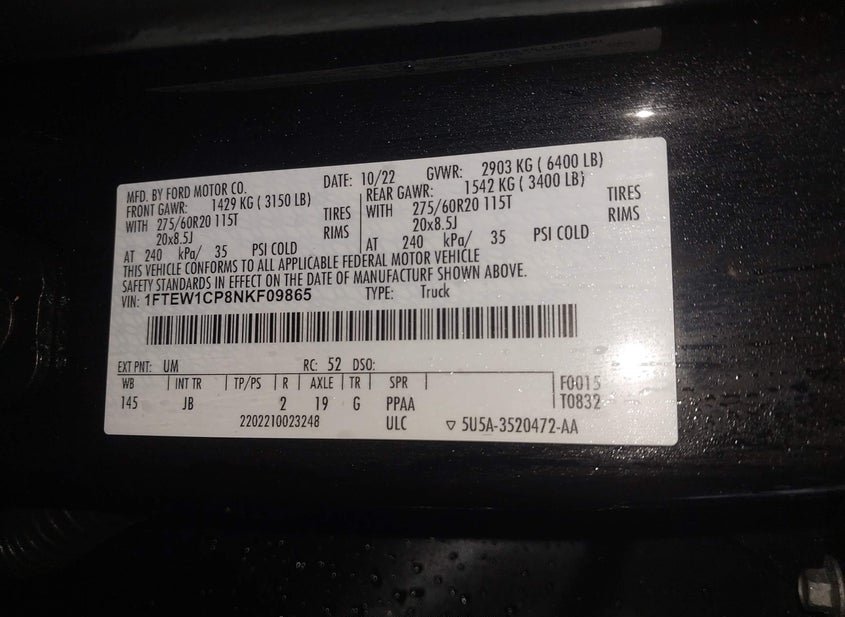 MFD. BY FORD MOTOR CO. DATE: 10/22 GVWR: 2903 KG ( 6400 LB)
FRONT GAWR: 1429 KG ( 3150 LB) REAR GAWR: 1542 KG ( 3400 LB)
WITH 275/60R20 115T TIRES WITH 275/60R20 115T TIRES
20x8.5J RIMS 20x8.5J RIMS
AT 240 kPa/ 35 PSI COLD AT 240 kPa/ 35 PSI COLD
THIS VEHICLE CONFORMS TO ALL APPLICABLE FEDERAL MOTOR VEHICLE
SAFETY STANDARDS IN EFFECT ON THE DATE OF MANUFACTURE SHOWN ABOVE.
VIN: 1FTEW1CP8NKF09865 TYPE: Truck
EXT PNT: UM RC: 52 DSO:
WB INT TR TP/PS R AXLE TR SPR F0015
145 JB 2 19 G PPAA T0832
2202210023248 ULC ▽ 5U5A-3520472-AA